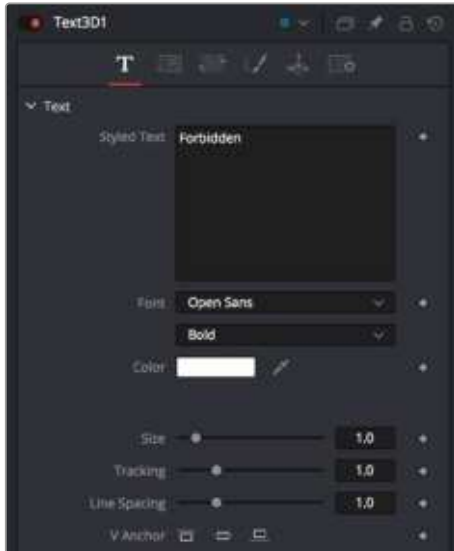 Text3D1
T
Text
Styled Text Forbidden
Font Open Sans
Bold
Color
Size 1.0
Tracking 1.0
Line Spacing 1.0
V Anchor